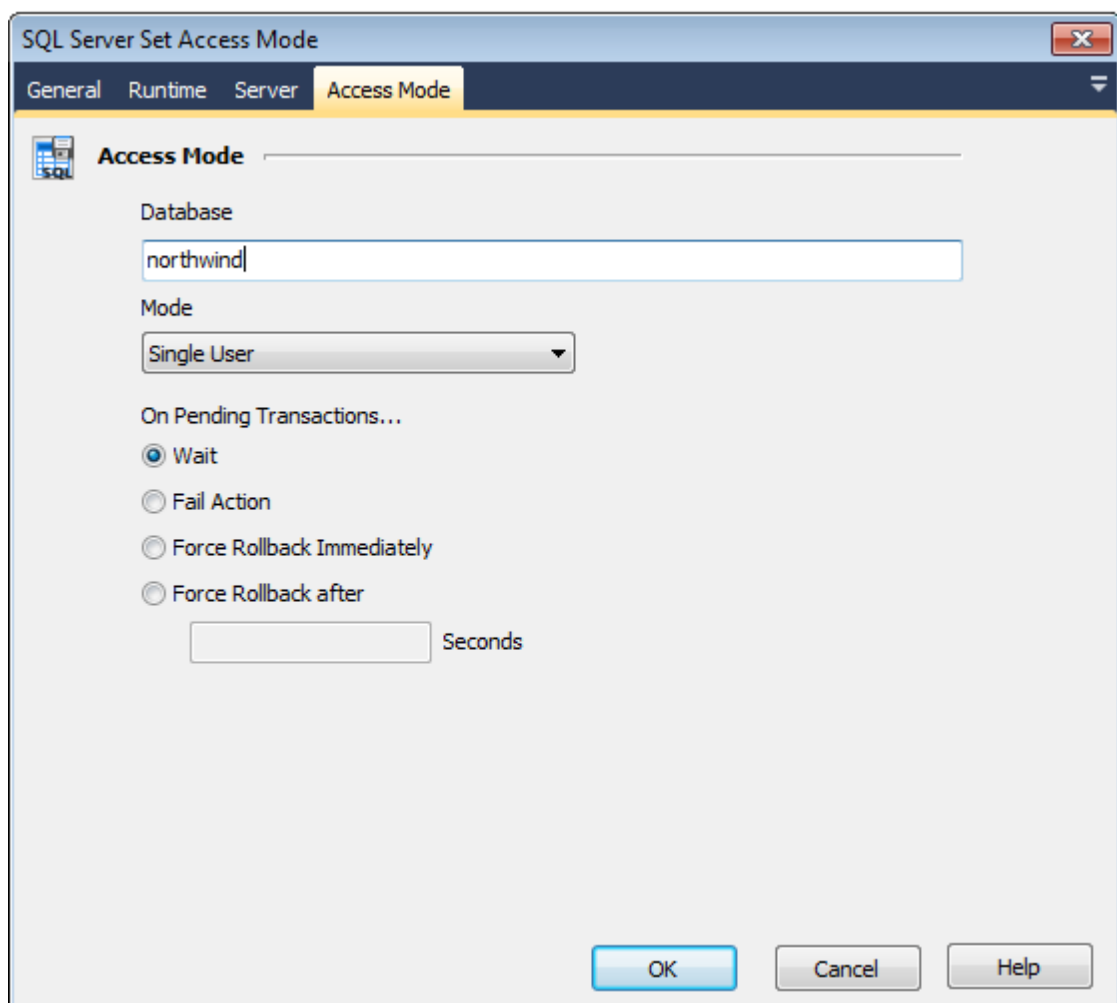 SQL Server Set Access Mode
General Runtime Server Access Mode
SQL
Access Mode
Database
northwind
Mode
Single User
On Pending Transactions...
Wait
Fail Action
Force Rollback Immediately
Force Rollback after
Seconds
OK Cancel Help